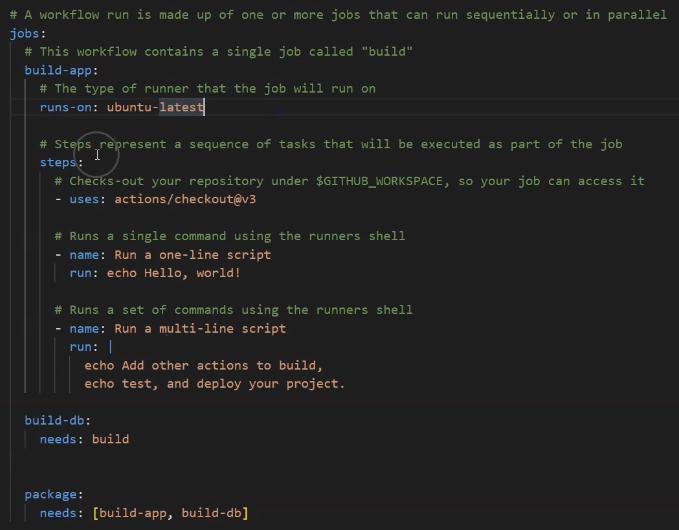 # A workflow run is made up of one or more jobs that can run sequentially or in parallel
jobs:
  # This workflow contains a single job called "build"
  build-app:
    # The type of runner that the job will run on
    runs-on: ubuntu-latest

    # Steps represent a sequence of tasks that will be executed as part of the job
    steps:
      # Checks-out your repository under $GITHUB_WORKSPACE, so your job can access it
      - uses: actions/checkout@v3

      # Runs a single command using the runners shell
      - name: Run a one-line script
        run: echo Hello, world!

      # Runs a set of commands using the runners shell
      - name: Run a multi-line script
        run: |
          echo Add other actions to build,
          echo test, and deploy your project.

  build-db:
    needs: build


  package:
    needs: [build-app, build-db]